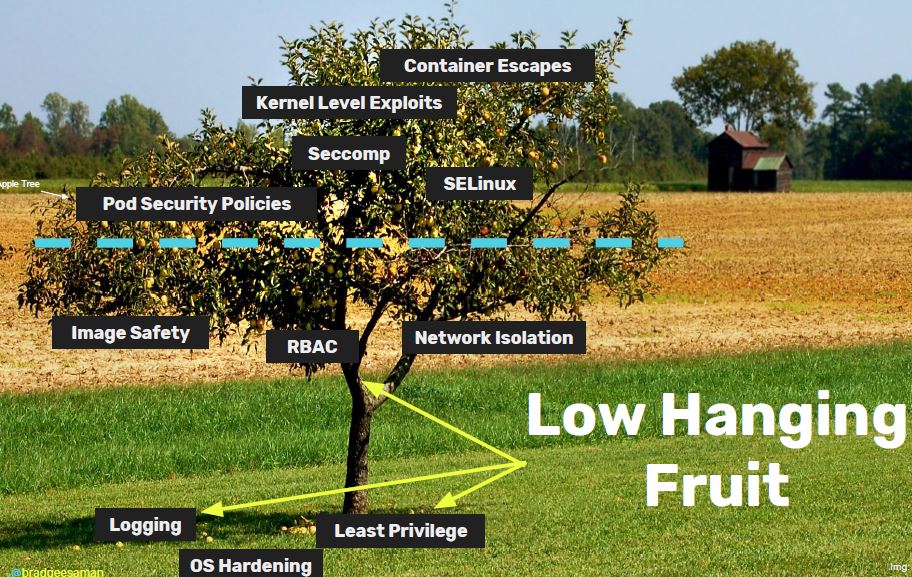 Container Escapes
Kernel Level Exploits
Seccomp
SELinux
Apple Tree
Pod Security Policies
Image Safety
RBAC
Network Isolation
Low Hanging
Fruit
Logging
Least Privilege
OS Hardening
@bradgeesaman
Img: